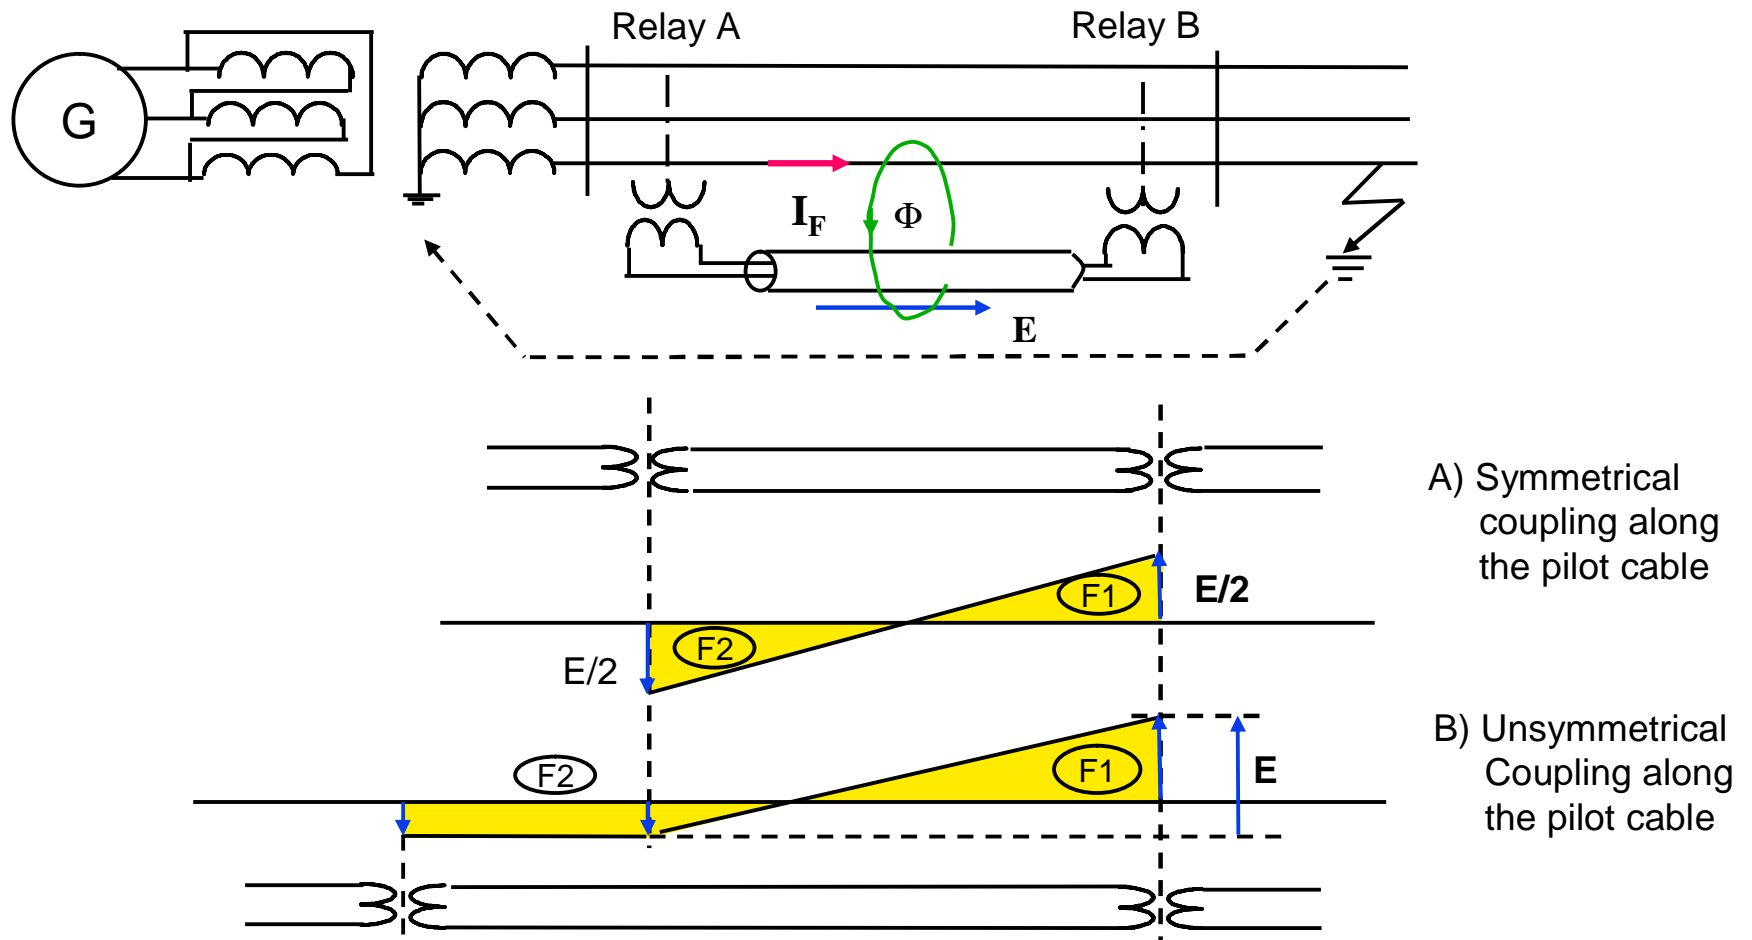 Relay A
Relay B
G
I_F
Φ
E
A) Symmetrical
coupling along
the pilot cable
F1
E/2
F2
E/2
B) Unsymmetrical
Coupling along
the pilot cable
F2
F1
E